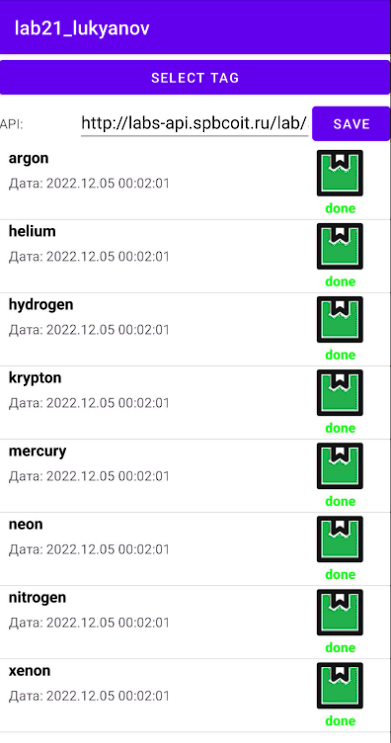 lab21_lukyanov
SELECT TAG
API: http://labs-api.spbcoit.ru/lab/ SAVE
argon
Дата: 2022.12.05 00:02:01
done
helium
Дата: 2022.12.05 00:02:01
done
hydrogen
Дата: 2022.12.05 00:02:01
done
krypton
Дата: 2022.12.05 00:02:01
done
mercury
Дата: 2022.12.05 00:02:01
done
neon
Дата: 2022.12.05 00:02:01
done
nitrogen
Дата: 2022.12.05 00:02:01
done
xenon
Дата: 2022.12.05 00:02:01
done